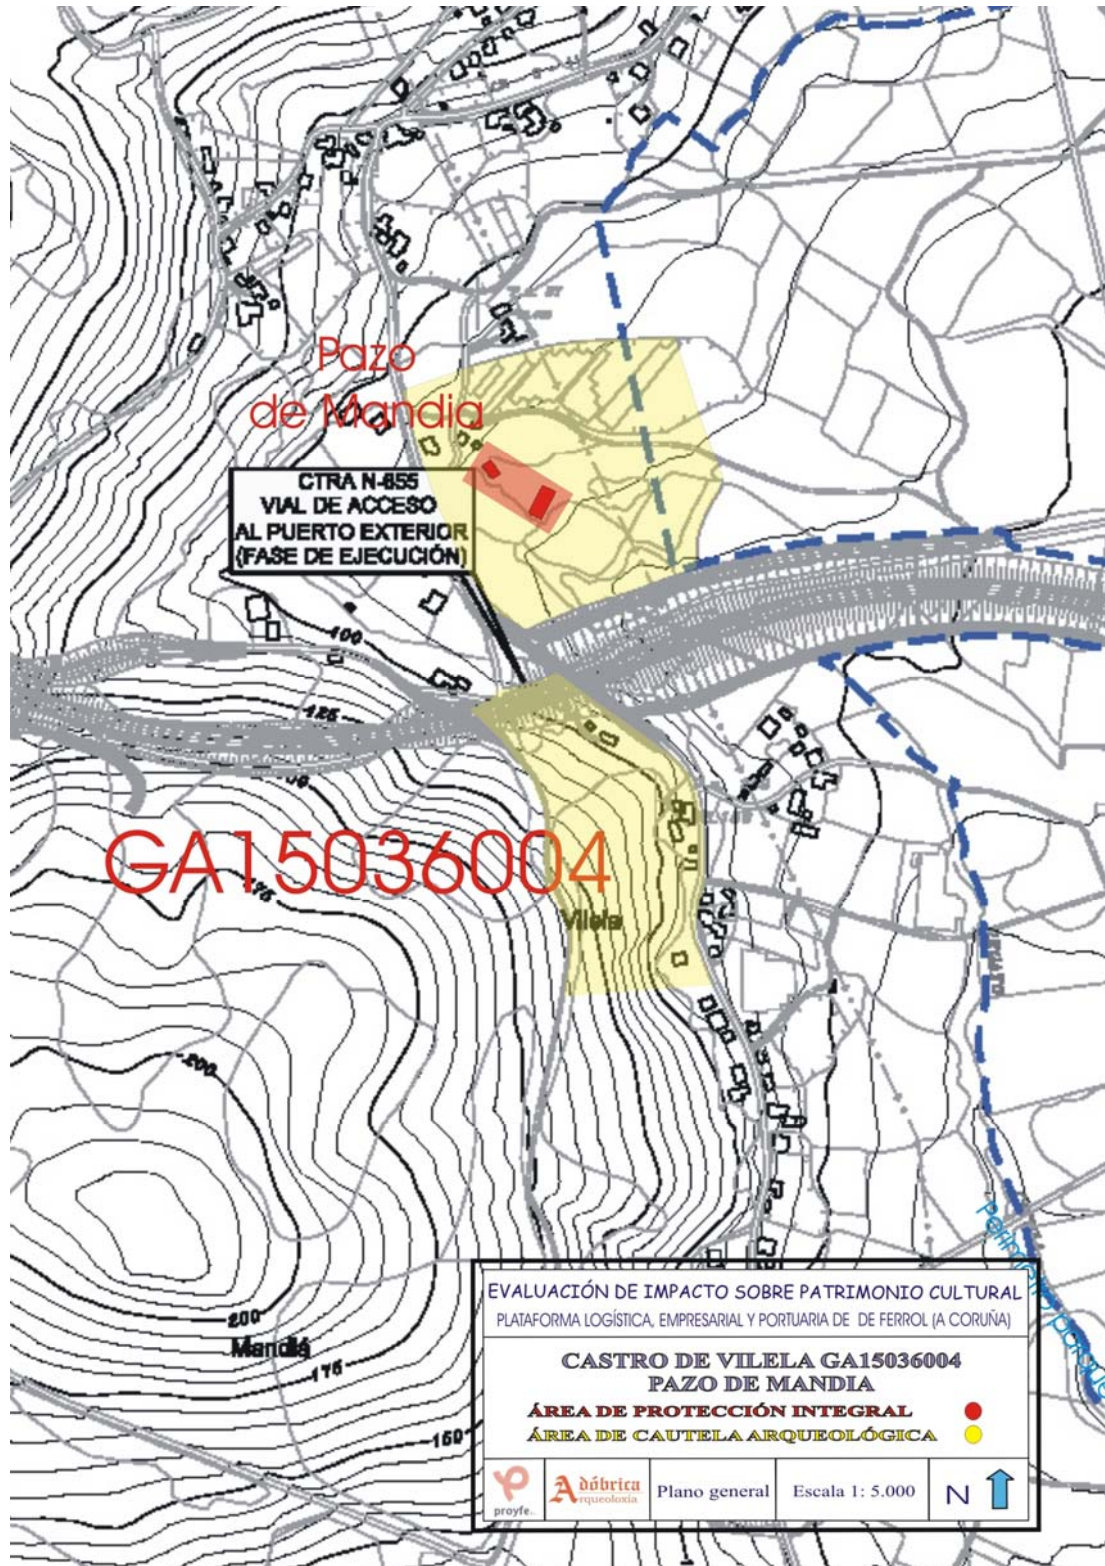 Pazo
de Mandia
CTRA N-655
VIAL DE ACCESO
AL PUERTO EXTERIOR
(FASE DE EJECUCIÓN)
100
125
GA15036004
175
Vilela
200
200
Mandiá
175
150
EVALUACIÓN DE IMPACTO SOBRE PATRIMONIO CULTURAL
PLATAFORMA LOGÍSTICA, EMPRESARIAL Y PORTUARIA DE DE FERROL (A CORUÑA)
CASTRO DE VILELA GA15036004
PAZO DE MANDIA
ÁREA DE PROTECCIÓN INTEGRAL
ÁREA DE CAUTELA ARQUEOLÓGICA
proyfe.
Adóbrica
Arqueoloxía
Plano general
Escala 1: 5.000
N